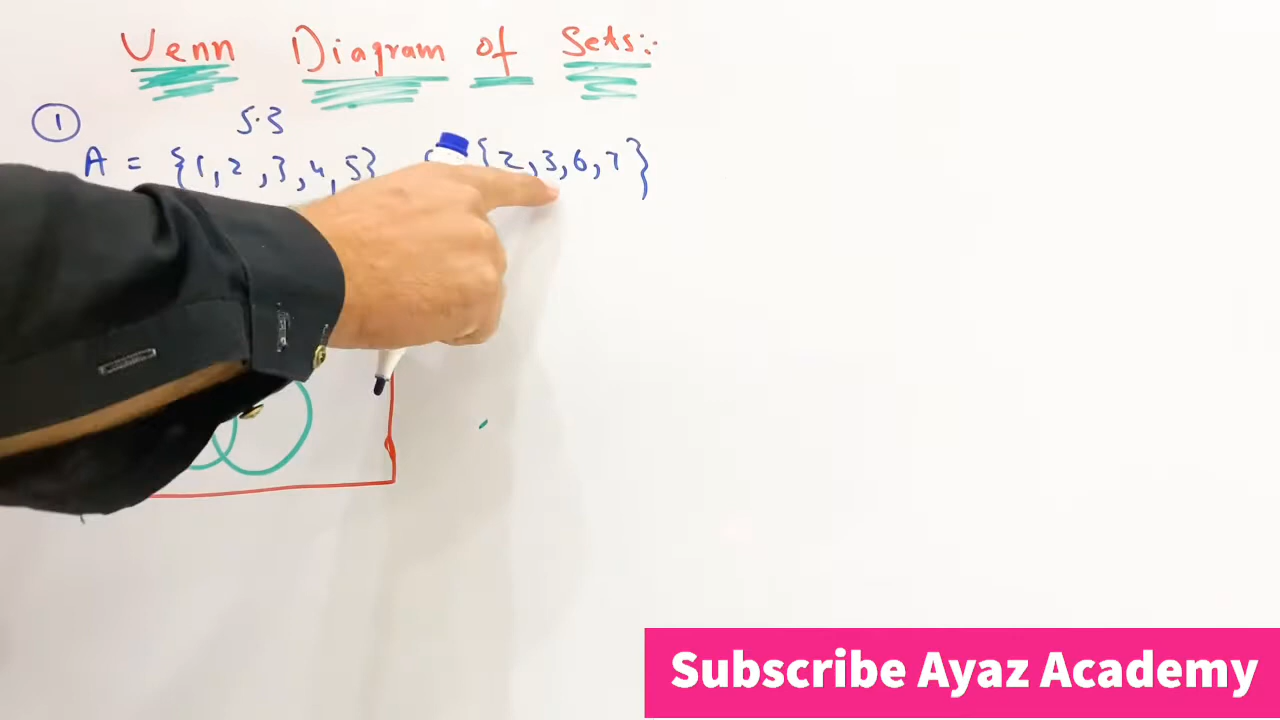 Venn Diagram of Sets:-
1
5.3
A = {1, 2, 3, 4, 5} {2, 3, 6, 7}
Subscribe Ayaz Academy